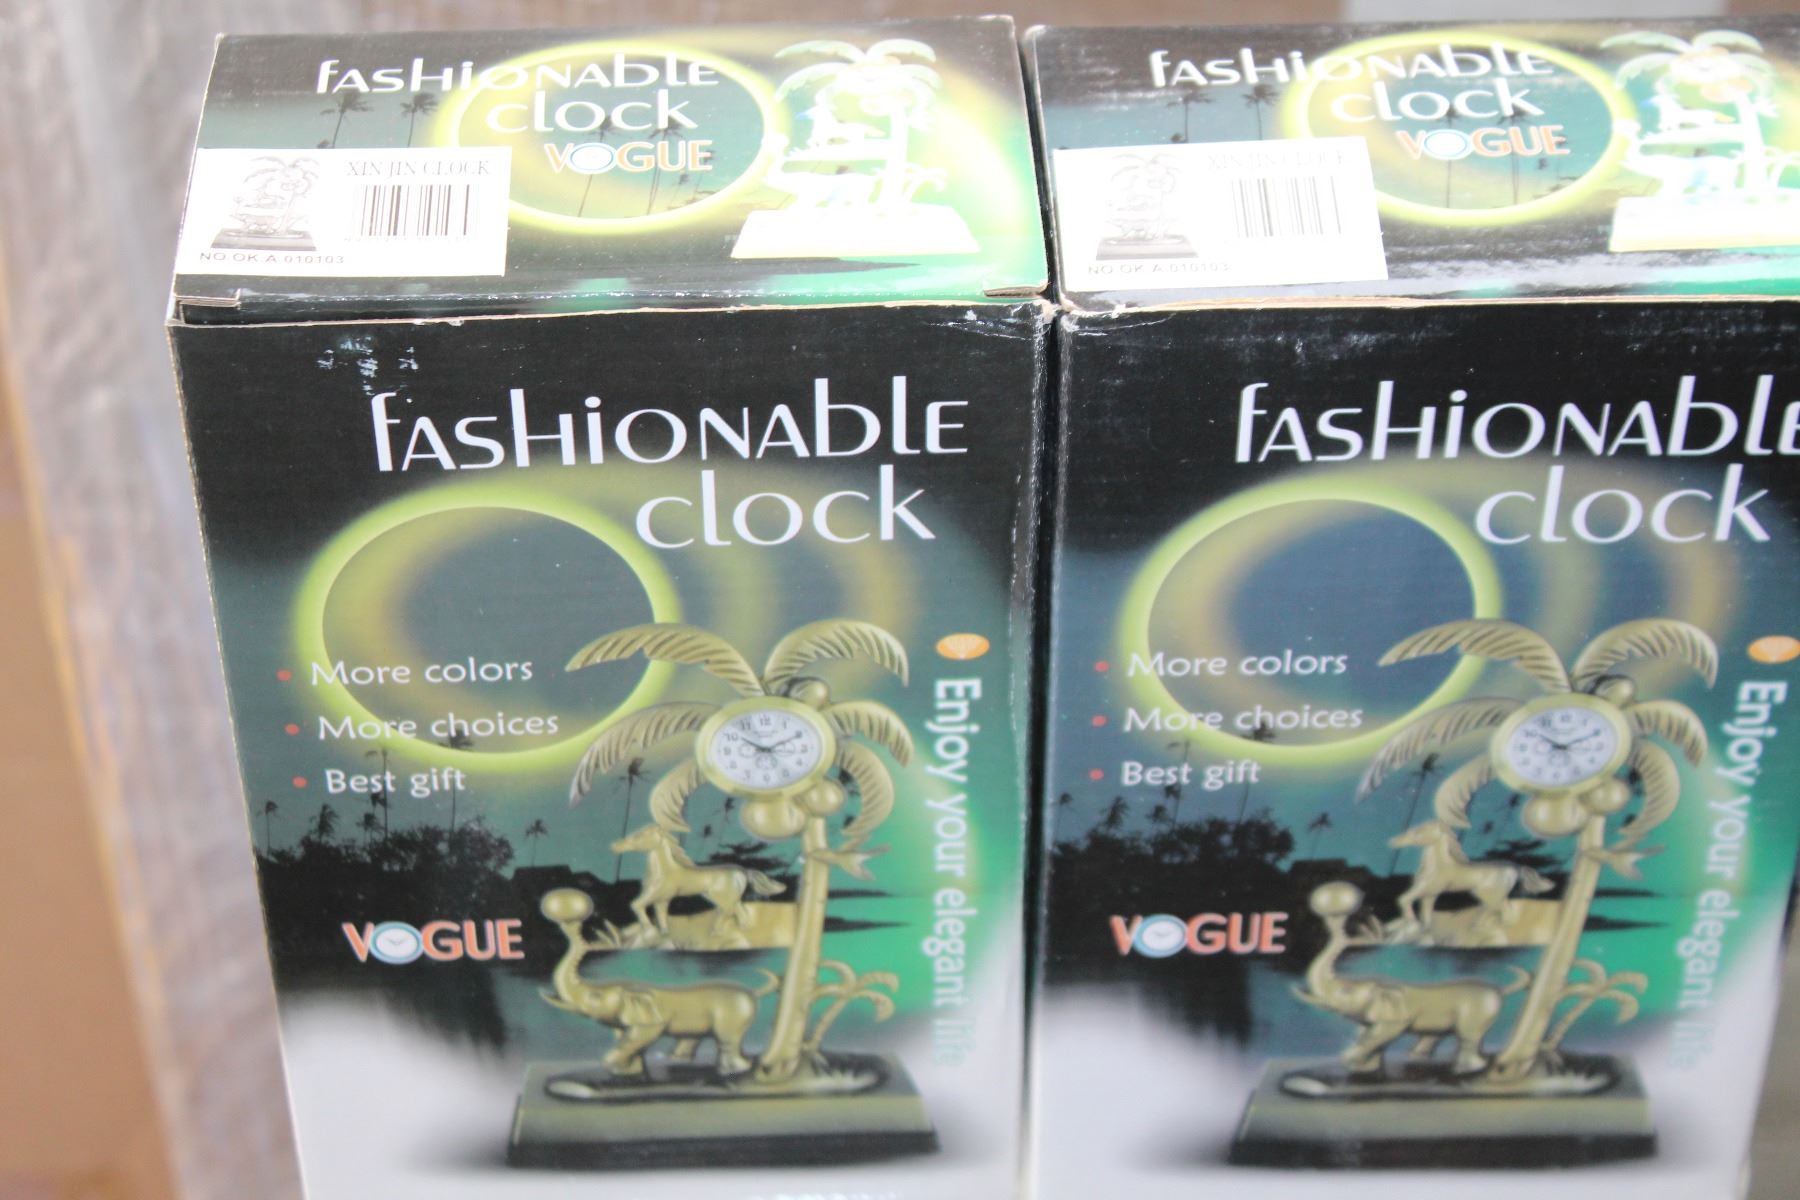 fASHiONAblE
clock
VOGUE
XIN JIN CLOCK
NO.OK.A.010103
fASHiONAblE
clock
More colors
More choices
Best gift
VOGUE
Enjoy your elegant life
fASHiONAblE
clock
VOGUE
XIN JIN CLOCK
NO.OK.A.010103
fASHiONAblE
clock
More colors
More choices
Best gift
VOGUE
Enjoy your elegant life